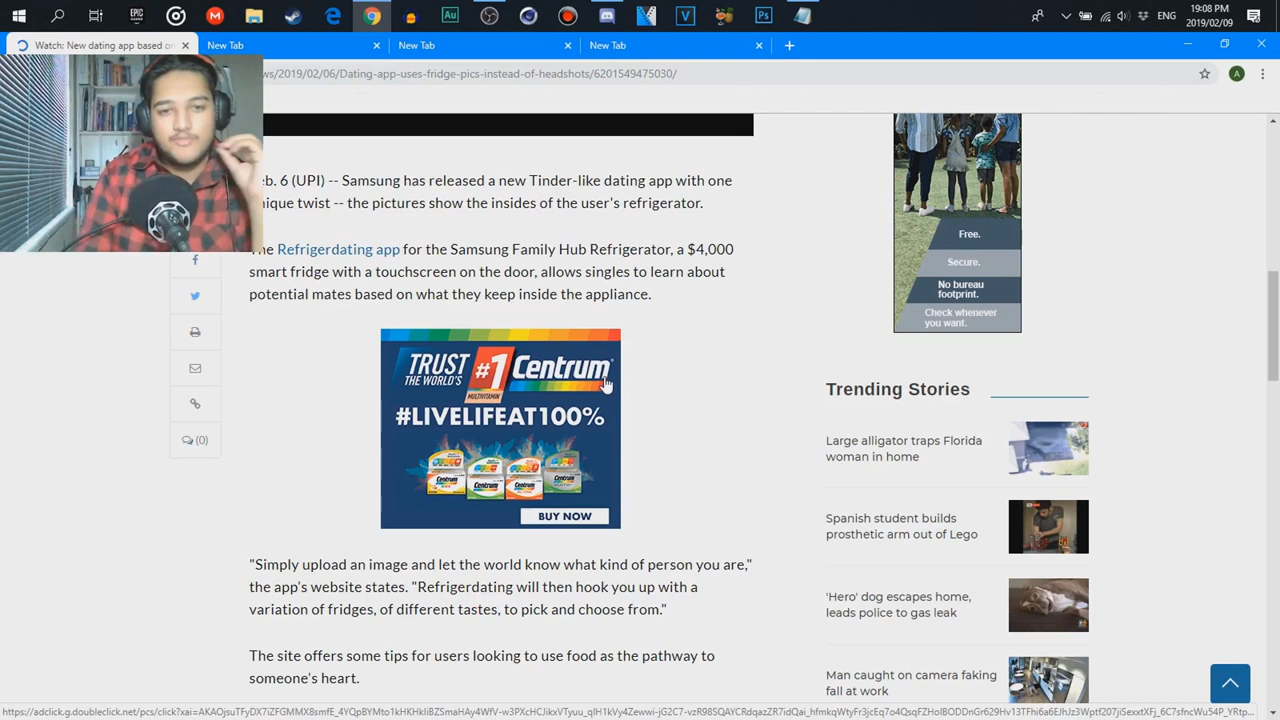 19:08 PM
ENG
2019/02/09
Watch: New dating app based o
New Tab
New Tab
New Tab
ws/2019/02/06/Dating-app-uses-fridge-pics-instead-of-headshots/6201549475030/
A
eb. 6 (UPI) -- Samsung has released a new Tinder-like dating app with one
nique twist -- the pictures show the insides of the user's refrigerator.
The Refrigerdating app for the Samsung Family Hub Refrigerator, a $4,000
smart fridge with a touchscreen on the door, allows singles to learn about
potential mates based on what they keep inside the appliance.
(0)
TRUST
THE WORLD'S
#1
MULTIVITAMIN
Centrum
#LIVELIFEAT100%
BUY NOW
"Simply upload an image and let the world know what kind of person you are,"
the app's website states. "Refrigerdating will then hook you up with a
variation of fridges, of different tastes, to pick and choose from."
The site offers some tips for users looking to use food as the pathway to
someone's heart.
Free.
Secure.
No bureau
footprint.
Check whenever
you want.
Trending Stories
Large alligator traps Florida
woman in home
Spanish student builds
prosthetic arm out of Lego
'Hero' dog escapes home,
leads police to gas leak
Man caught on camera faking
fall at work